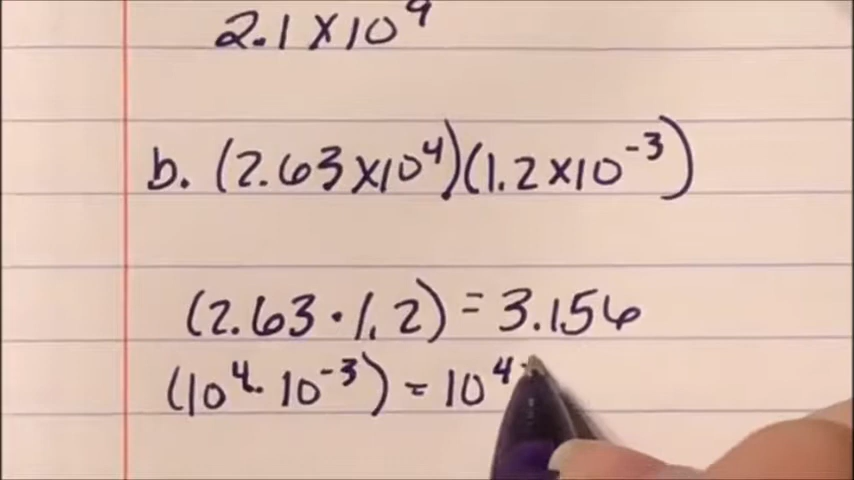 2.1 x 10⁹
b. (2.63 x 10⁴)(1.2 x 10⁻³)
(2.63 · 1.2) = 3.156
(10⁴ · 10⁻³) = 10⁴